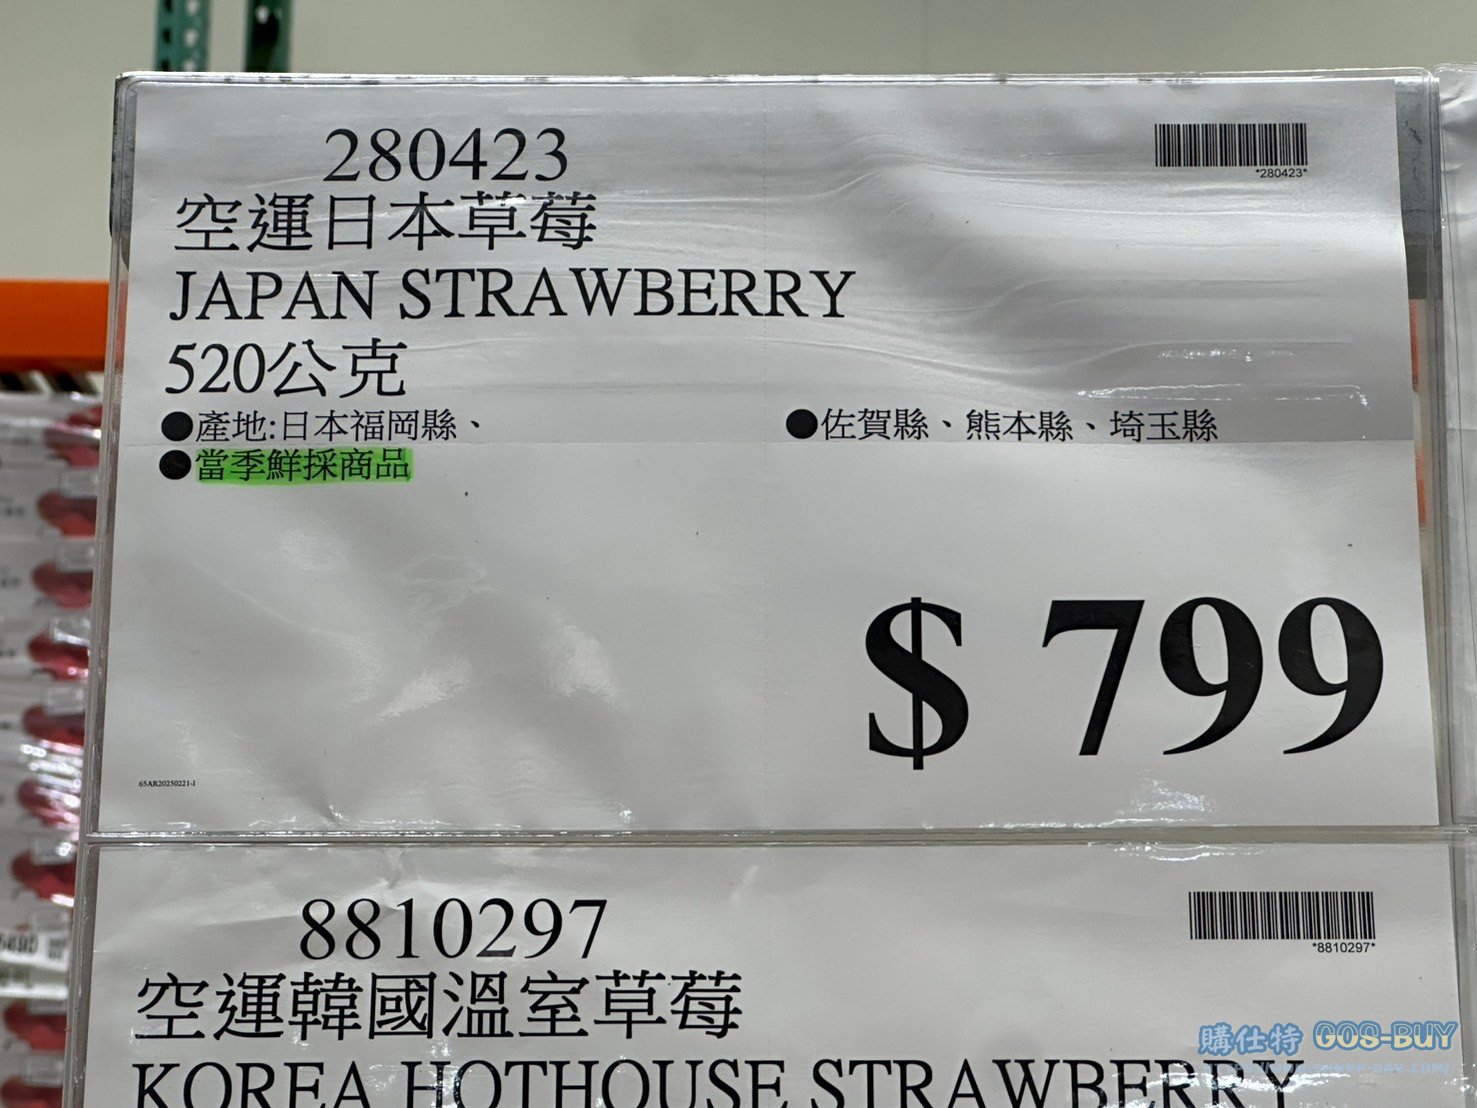 280423
*280423*
空運日本草莓
JAPAN STRAWBERRY
520公克
●產地:日本福岡縣、 ●佐賀縣、熊本縣、埼玉縣
●當季鮮採商品
$ 799
65AR20250221-1
8810297
*8810297*
空運韓國溫室草莓
KOREA HOTHOUSE STRAWBERRY
購仕特 GOS-BUY